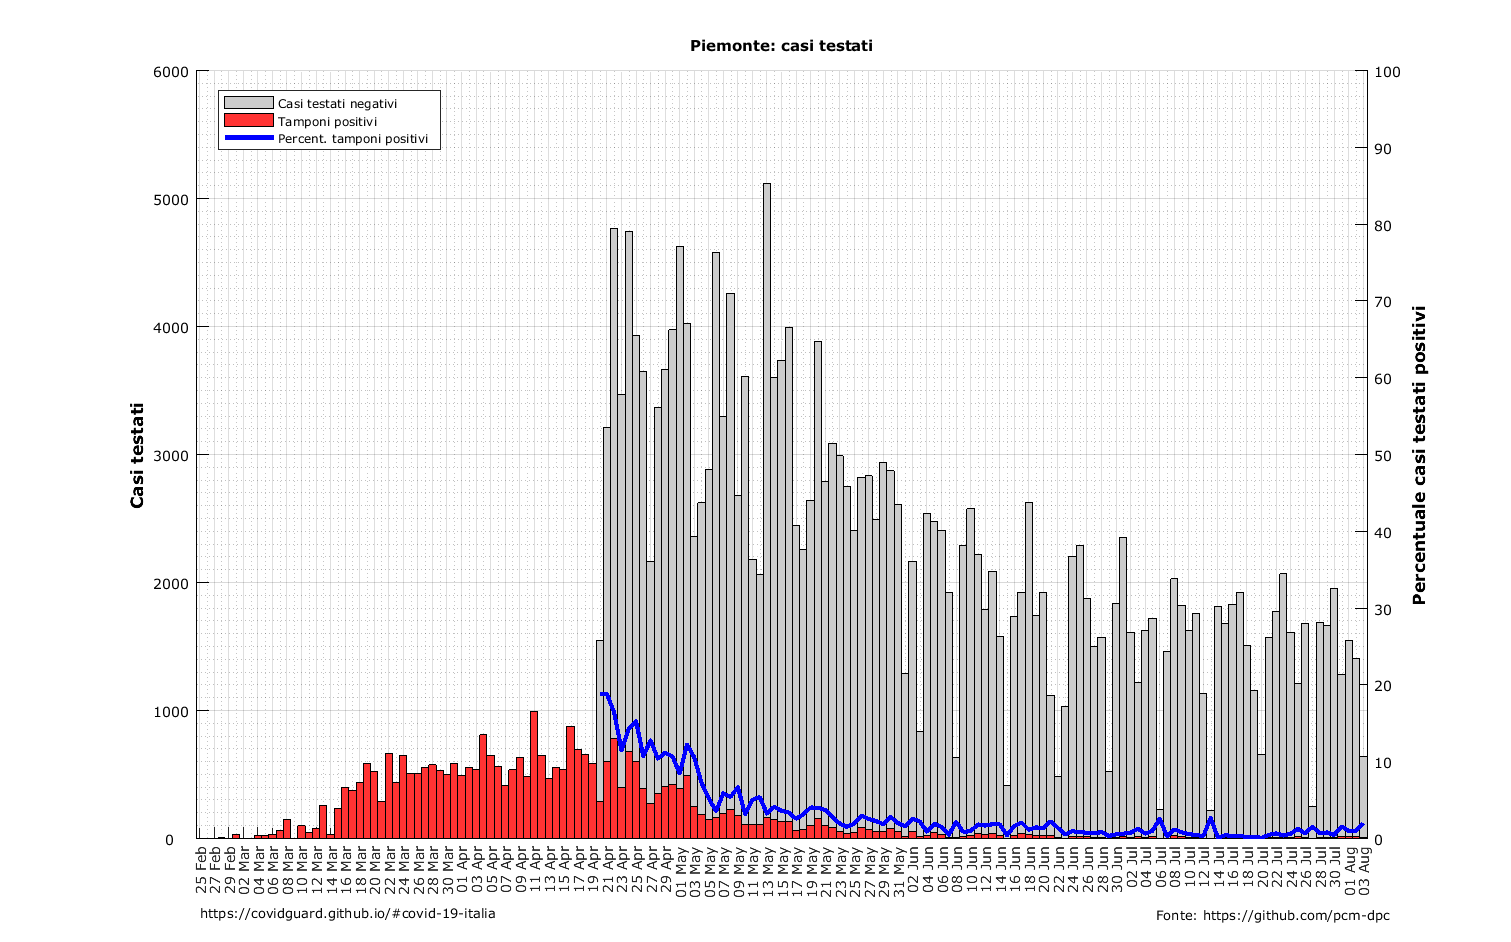 Piemonte: casi testati
6000
5000
4000
3000
2000
1000
0
Casi testati
Casi testati negativi
Tamponi positivi
Percent. tamponi positivi
100
90
80
70
60
50
40
30
20
10
0
Percentuale casi testati positivi
25 Feb
27 Feb
29 Feb
02 Mar
04 Mar
06 Mar
08 Mar
10 Mar
12 Mar
14 Mar
16 Mar
18 Mar
20 Mar
22 Mar
24 Mar
26 Mar
28 Mar
30 Mar
01 Apr
03 Apr
05 Apr
07 Apr
09 Apr
11 Apr
13 Apr
15 Apr
17 Apr
19 Apr
21 Apr
23 Apr
25 Apr
27 Apr
29 Apr
01 May
03 May
05 May
07 May
09 May
11 May
13 May
15 May
17 May
19 May
21 May
23 May
25 May
27 May
29 May
31 May
02 Jun
04 Jun
06 Jun
08 Jun
10 Jun
12 Jun
14 Jun
16 Jun
18 Jun
20 Jun
22 Jun
24 Jun
26 Jun
28 Jun
30 Jun
02 Jul
04 Jul
06 Jul
08 Jul
10 Jul
12 Jul
14 Jul
16 Jul
18 Jul
20 Jul
22 Jul
24 Jul
26 Jul
28 Jul
30 Jul
01 Aug
03 Aug
https://covidguard.github.io/#covid-19-italia
Fonte: https://github.com/pcm-dpc